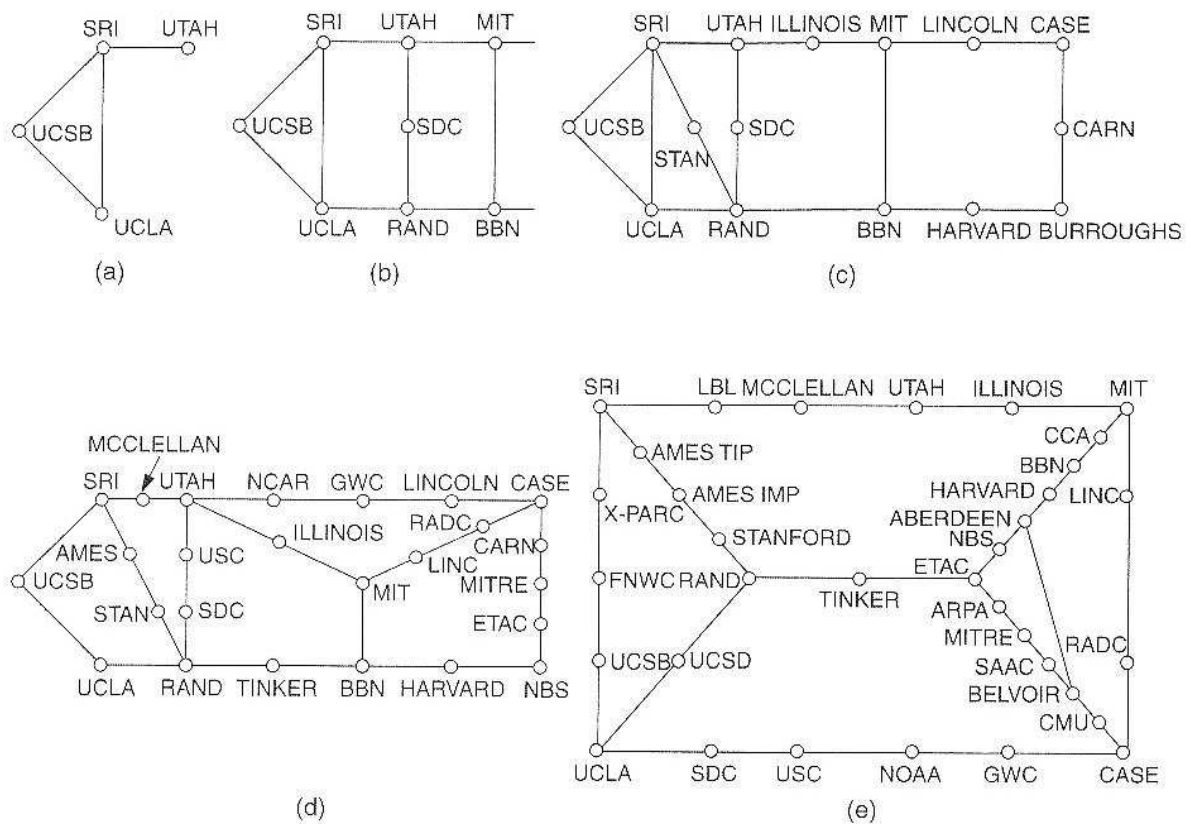 SRI UTAH
UCSB
UCLA
(a)
SRI UTAH MIT
UCSB SDC
UCLA RAND BBN
(b)
SRI UTAH ILLINOIS MIT LINCOLN CASE
UCSB STAN SDC CARN
UCLA RAND BBN HARVARD BURROUGHS
(c)
MCCLELLAN
SRI UTAH NCAR GWC LINCOLN CASE
RADC
ILLINOIS
CARN
AMES USC
LINC
UCSB MIT MITRE
STAN SDC
ETAC
UCLA RAND TINKER BBN HARVARD NBS
(d)
SRI LBL MCCLELLAN UTAH ILLINOIS MIT
CCA
AMES TIP
BBN
AMES IMP HARVARD LINC
X-PARC ABERDEEN
STANFORD NBS
ETAC
FNWC RAND
TINKER
ARPA
MITRE
RADC
UCSB UCSD SAAC
BELVOIR
CMU
UCLA SDC USC NOAA GWC CASE
(e)